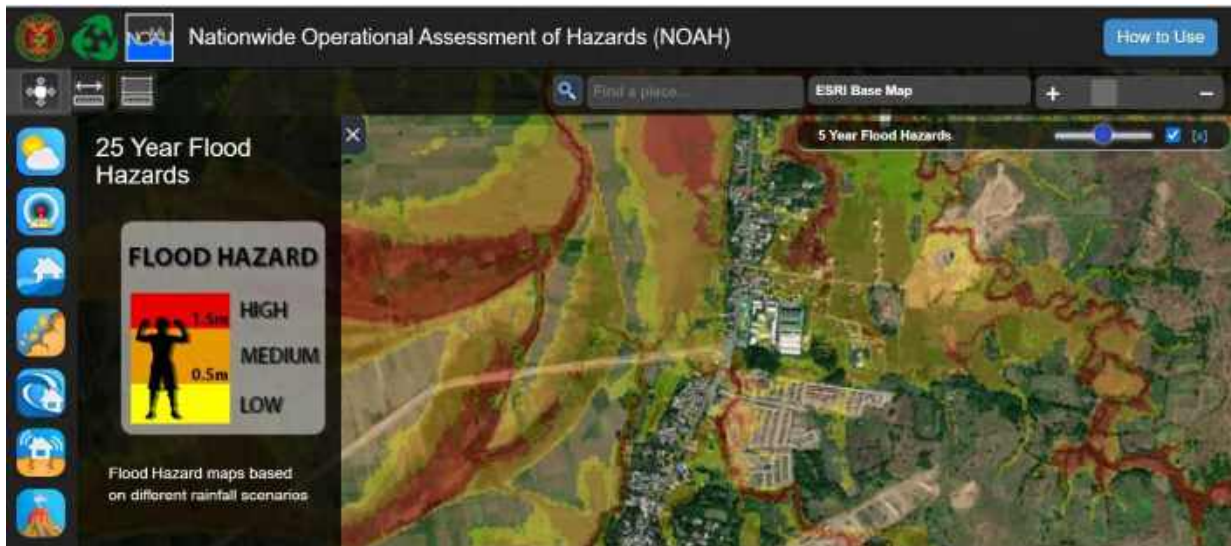 NOAH
Nationwide Operational Assessment of Hazards (NOAH)
How to Use
Find a place...
ESRI Base Map
+
−
25 Year Flood
Hazards
5 Year Flood Hazards
[x]
FLOOD HAZARD
1.5m
HIGH
MEDIUM
0.5m
LOW
Flood Hazard maps based
on different rainfall scenarios